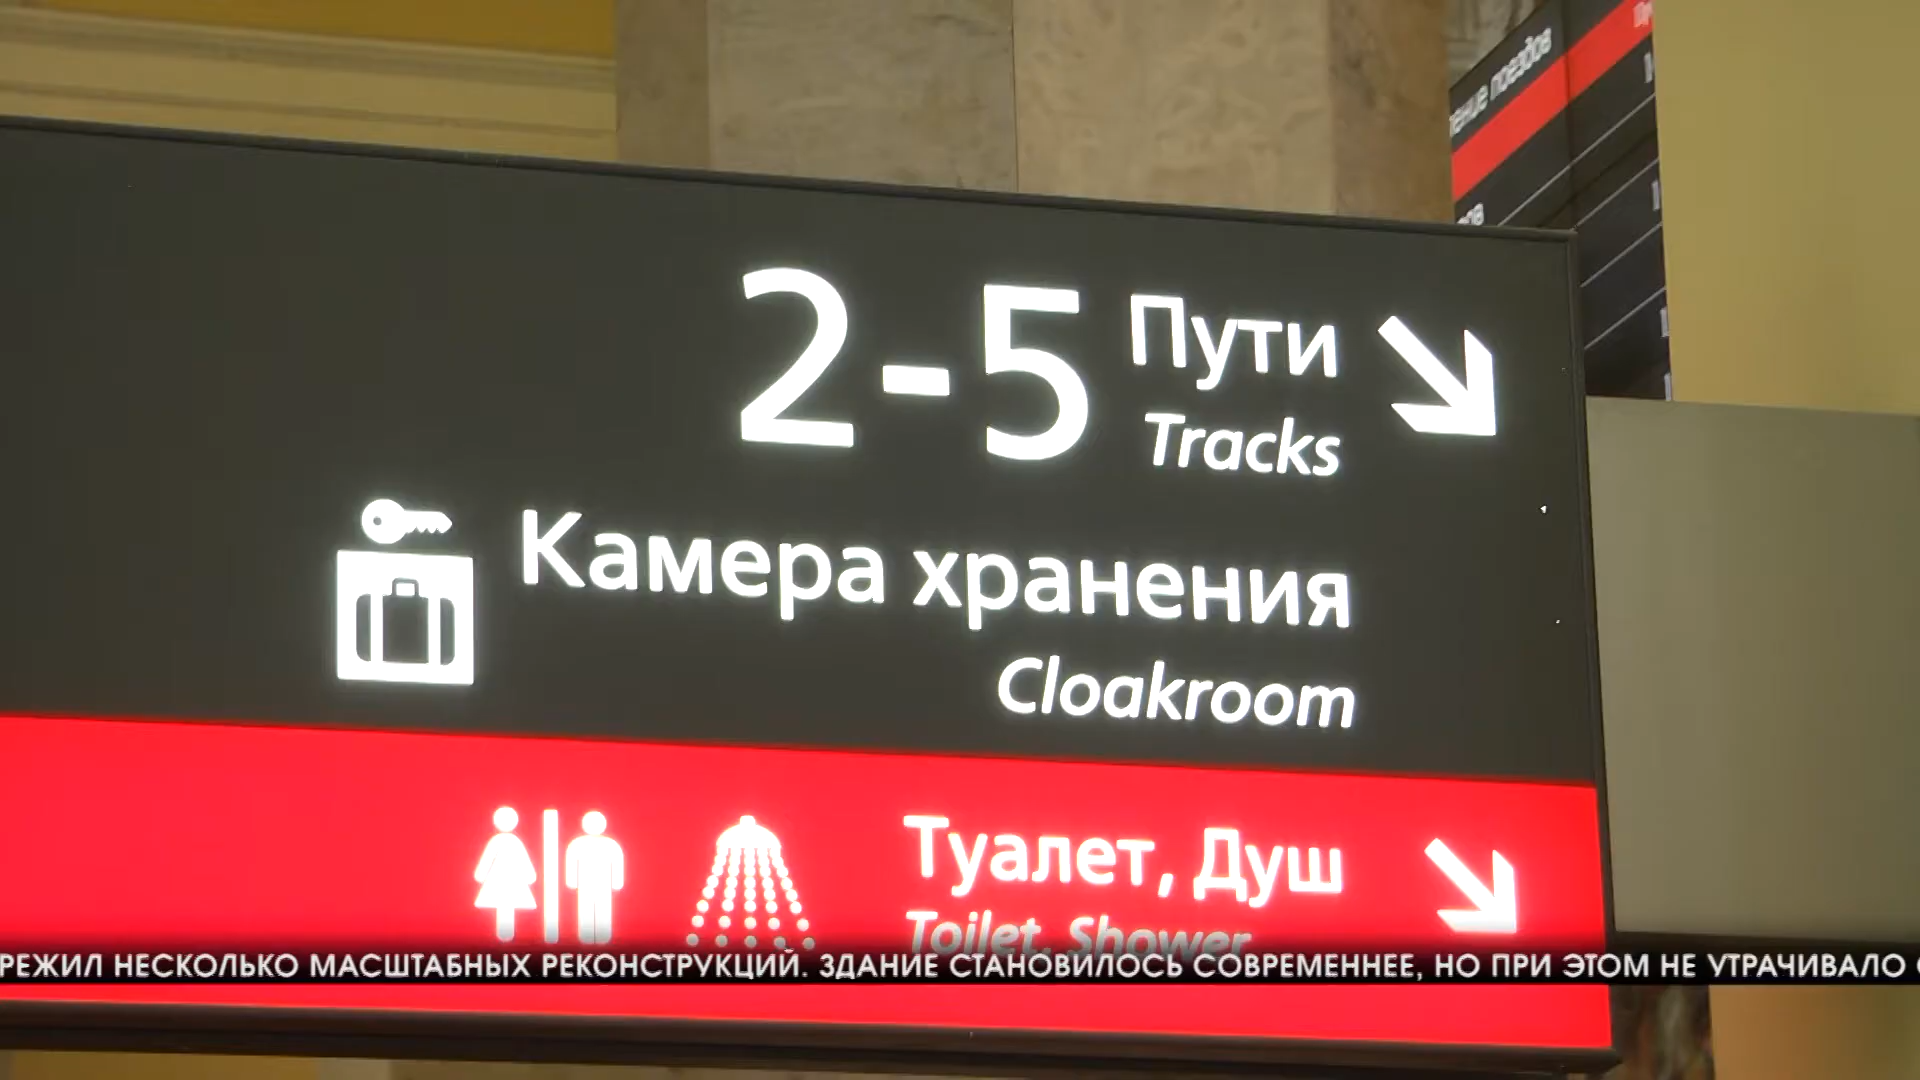 поездов
2-5 Пути
Tracks
Камера хранения
Cloakroom
Туалет, Душ
Toilet, Shower
НЕСКОЛЬКО МАСШТАБНЫХ РЕКОНСТРУКЦИЙ. ЗДАНИЕ СТАНОВИЛОСЬ СОВРЕМЕННЕЕ, НО ПРИ ЭТОМ НЕ УТРАЧИВАЛО